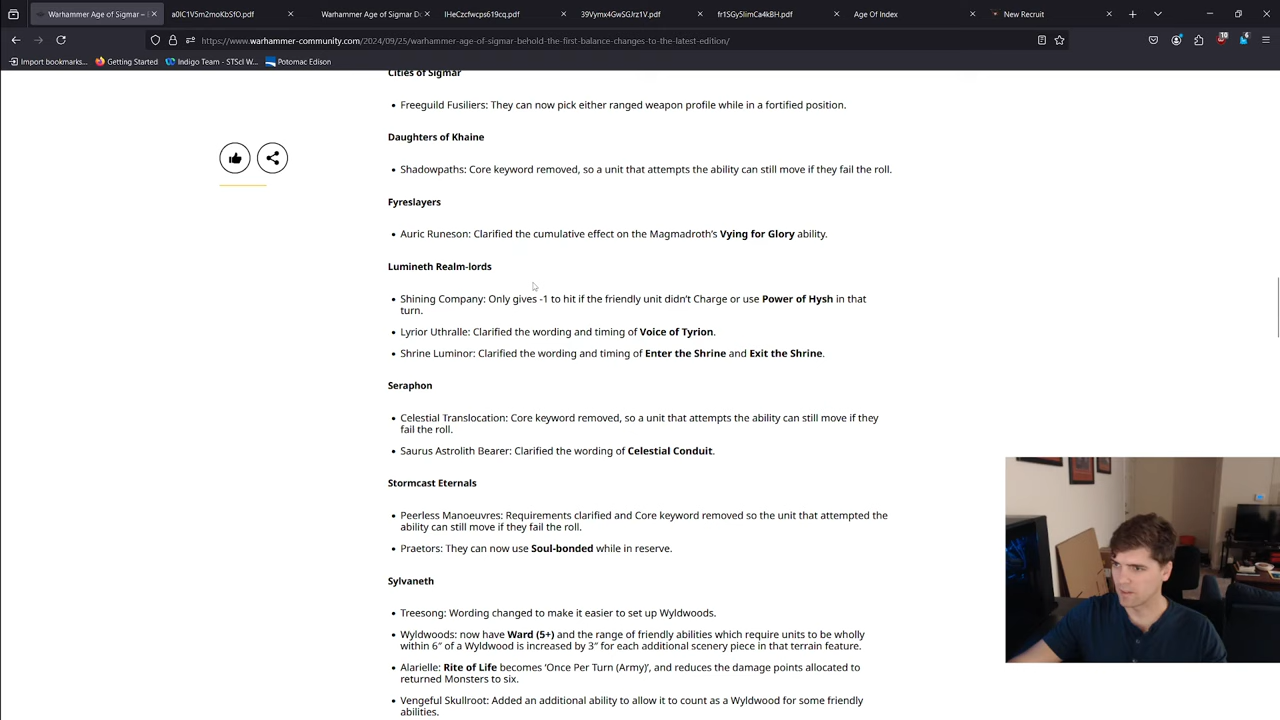 Warhammer Age of Sigmar –
a0IC1V5m2moKbSfO.pdf
Warhammer Age of Sigmar D
IHeCzcfwcps619cq.pdf
39Vymx4GwSGJrz1V.pdf
fr1SGy5limCa4kBH.pdf
Age Of Index
New Recruit
https://www.warhammer-community.com/2024/09/25/warhammer-age-of-sigmar-behold-the-first-balance-changes-to-the-latest-edition/
10
6
Import bookmarks...
Getting Started
Indigo Team - STScI W...
Potomac Edison
Cities of Sigmar
• Freeguild Fusiliers: They can now pick either ranged weapon profile while in a fortified position.
Daughters of Khaine
• Shadowpaths: Core keyword removed, so a unit that attempts the ability can still move if they fail the roll.
Fyreslayers
• Auric Runeson: Clarified the cumulative effect on the Magmadroth's Vying for Glory ability.
Lumineth Realm-lords
• Shining Company: Only gives -1 to hit if the friendly unit didn't Charge or use Power of Hysh in that
turn.
• Lyrior Uthralle: Clarified the wording and timing of Voice of Tyrion.
• Shrine Luminor: Clarified the wording and timing of Enter the Shrine and Exit the Shrine.
Seraphon
• Celestial Translocation: Core keyword removed, so a unit that attempts the ability can still move if they
fail the roll.
• Saurus Astrolith Bearer: Clarified the wording of Celestial Conduit.
Stormcast Eternals
• Peerless Manoeuvres: Requirements clarified and Core keyword removed so the unit that attempted the
ability can still move if they fail the roll.
• Praetors: They can now use Soul-bonded while in reserve.
Sylvaneth
• Treesong: Wording changed to make it easier to set up Wyldwoods.
• Wyldwoods: now have Ward (5+) and the range of friendly abilities which require units to be wholly
within 6" of a Wyldwood is increased by 3" for each additional scenery piece in that terrain feature.
• Alarielle: Rite of Life becomes 'Once Per Turn (Army)', and reduces the damage points allocated to
returned Monsters to six.
• Vengeful Skullroot: Added an additional ability to allow it to count as a Wyldwood for some friendly
abilities.